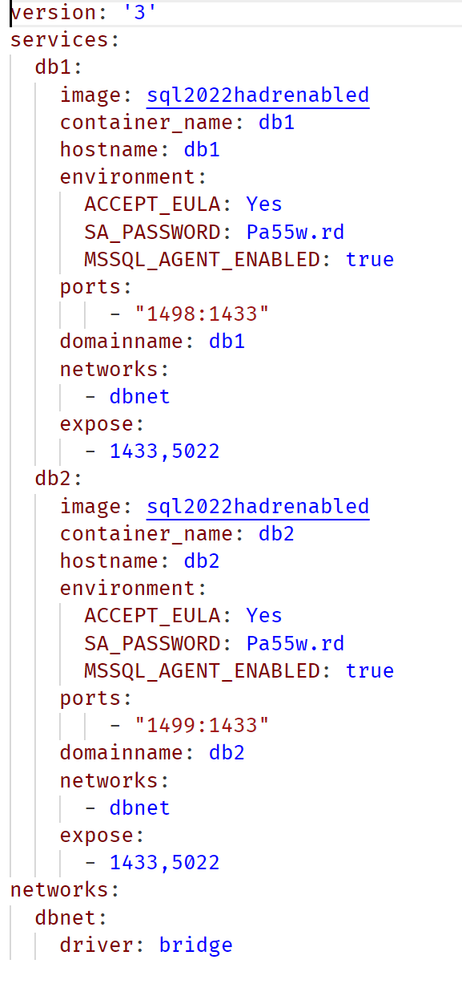 version: '3'
services:
  db1:
    image: sql2022hadrenabled
    container_name: db1
    hostname: db1
    environment:
      ACCEPT_EULA: Yes
      SA_PASSWORD: Pa55w.rd
      MSSQL_AGENT_ENABLED: true
    ports:
        - "1498:1433"
    domainname: db1
    networks:
      - dbnet
    expose:
      - 1433,5022
  db2:
    image: sql2022hadrenabled
    container_name: db2
    hostname: db2
    environment:
      ACCEPT_EULA: Yes
      SA_PASSWORD: Pa55w.rd
      MSSQL_AGENT_ENABLED: true
    ports:
        - "1499:1433"
    domainname: db2
    networks:
      - dbnet
    expose:
      - 1433,5022
networks:
  dbnet:
    driver: bridge